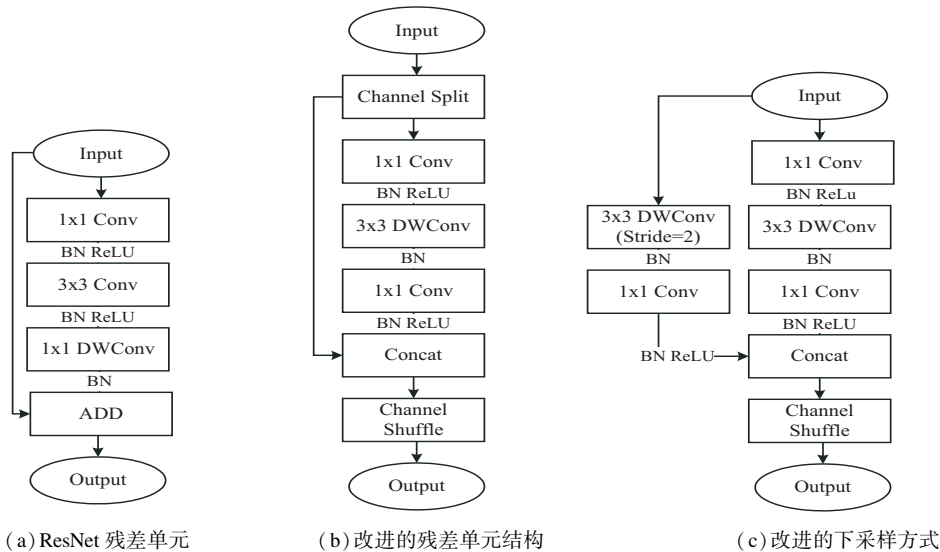 Input
1x1 Conv
BN ReLU
3x3 Conv
BN ReLU
1x1 DWConv
BN
ADD
Output
(a)ResNet 残差单元
Input
Channel Split
1x1 Conv
BN ReLU
3x3 DWConv
BN
1x1 Conv
BN ReLU
Concat
Channel
Shuffle
Output
(b)改进的残差单元结构
Input
3x3 DWConv
(Stride=2)
BN
1x1 Conv
BN ReLU
1x1 Conv
BN ReLu
3x3 DWConv
BN
1x1 Conv
BN ReLU
Concat
Channel
Shuffle
Output
(c)改进的下采样方式